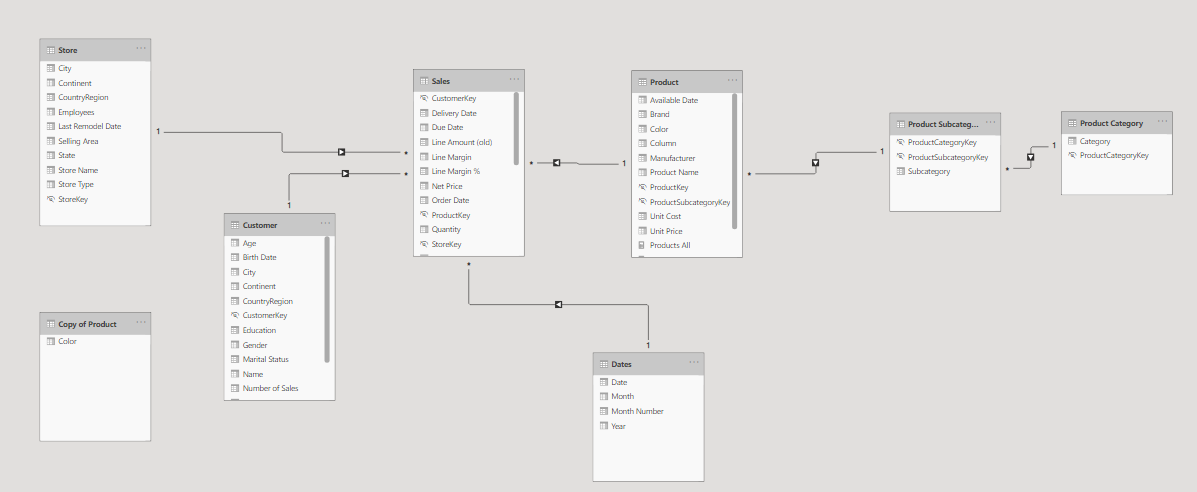 Store
City
Continent
CountryRegion
Employees
Last Remodel Date
Selling Area
State
Store Name
Store Type
StoreKey
1
*
*
1
Customer
Age
Birth Date
City
Continent
CountryRegion
CustomerKey
Education
Gender
Marital Status
Name
Number of Sales
Copy of Product
Color
Sales
CustomerKey
Delivery Date
Due Date
Line Amount (old)
Line Margin
Line Margin %
Net Price
Order Date
ProductKey
Quantity
StoreKey
*
1
*
1
Dates
Date
Month
Month Number
Year
Product
Available Date
Brand
Color
Column
Manufacturer
Product Name
ProductKey
ProductSubcategoryKey
Unit Cost
Unit Price
Products All
*
1
Product Subcateg...
ProductCategoryKey
ProductSubcategoryKey
Subcategory
*
1
Product Category
Category
ProductCategoryKey